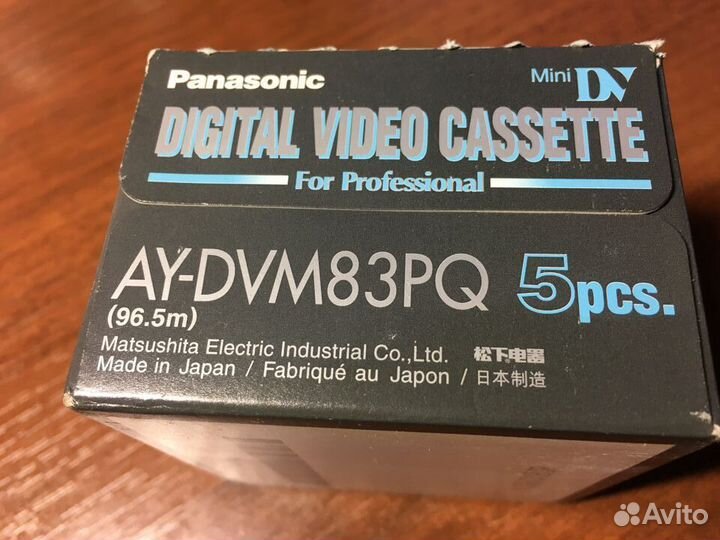 Panasonic
Mini DV
DIGITAL VIDEO CASSETTE
For Professional
AY-DVM83PQ 5pcs.
(96.5m)
Matsushita Electric Industrial Co.,Ltd. 松下电器
Made in Japan / Fabriqué au Japon / 日本制造
Avito